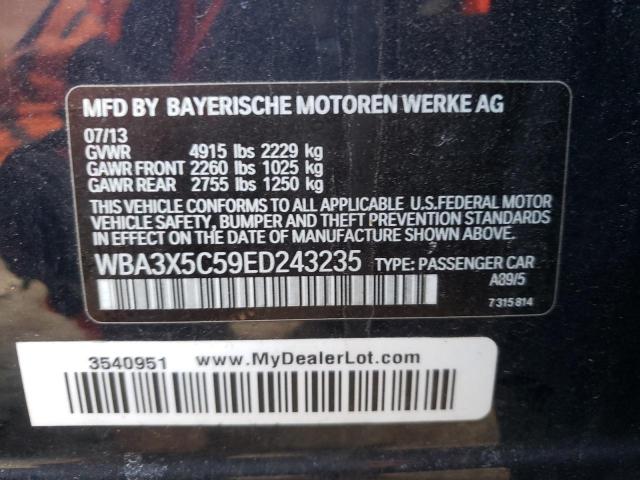 MFD BY BAYERISCHE MOTOREN WERKE AG
07/13
GVWR 4915 lbs 2229 kg
GAWR FRONT 2260 lbs 1025 kg
GAWR REAR 2755 lbs 1250 kg
THIS VEHICLE CONFORMS TO ALL APPLICABLE U.S.FEDERAL MOTOR
VEHICLE SAFETY, BUMPER AND THEFT PREVENTION STANDARDS
IN EFFECT ON THE DATE OF MANUFACTURE SHOWN ABOVE.
WBA3X5C59ED243235 TYPE: PASSENGER CAR
A89/5
7 315 814
3540951 www.MyDealerLot.com